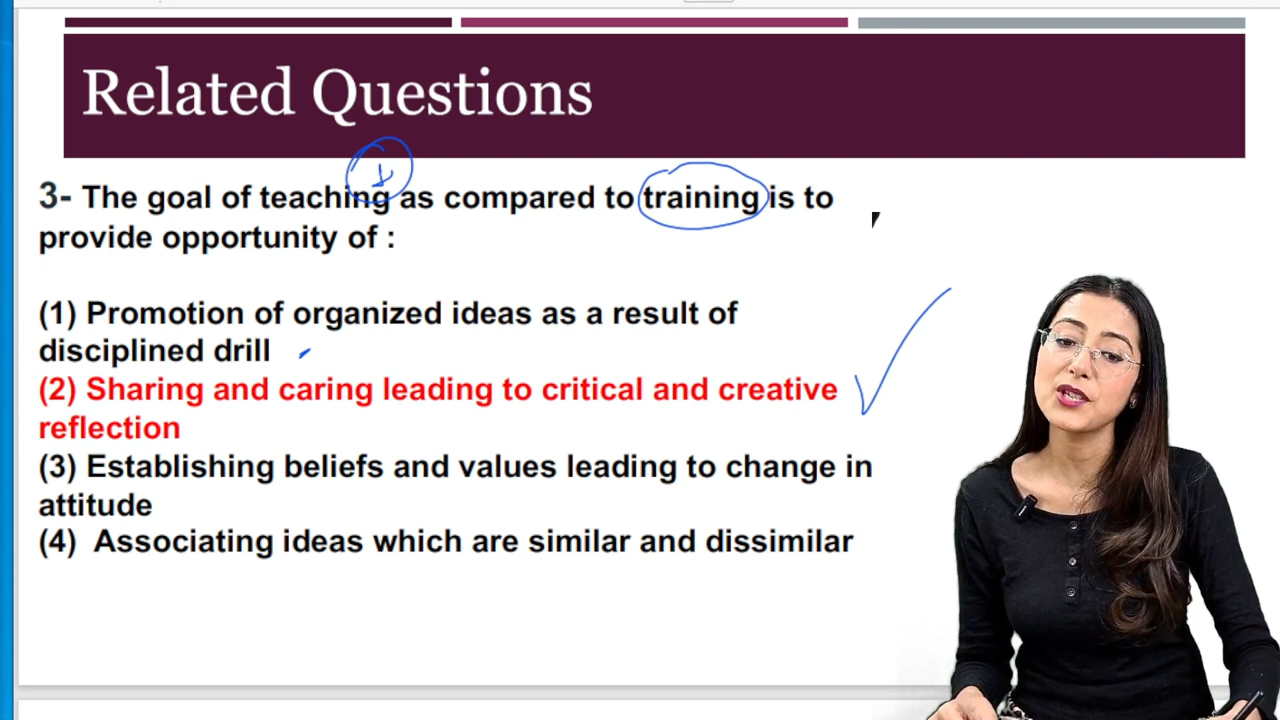 Related Questions
3- The goal of teaching as compared to training is to
provide opportunity of :
(1) Promotion of organized ideas as a result of
disciplined drill
(2) Sharing and caring leading to critical and creative
reflection
(3) Establishing beliefs and values leading to change in
attitude
(4) Associating ideas which are similar and dissimilar